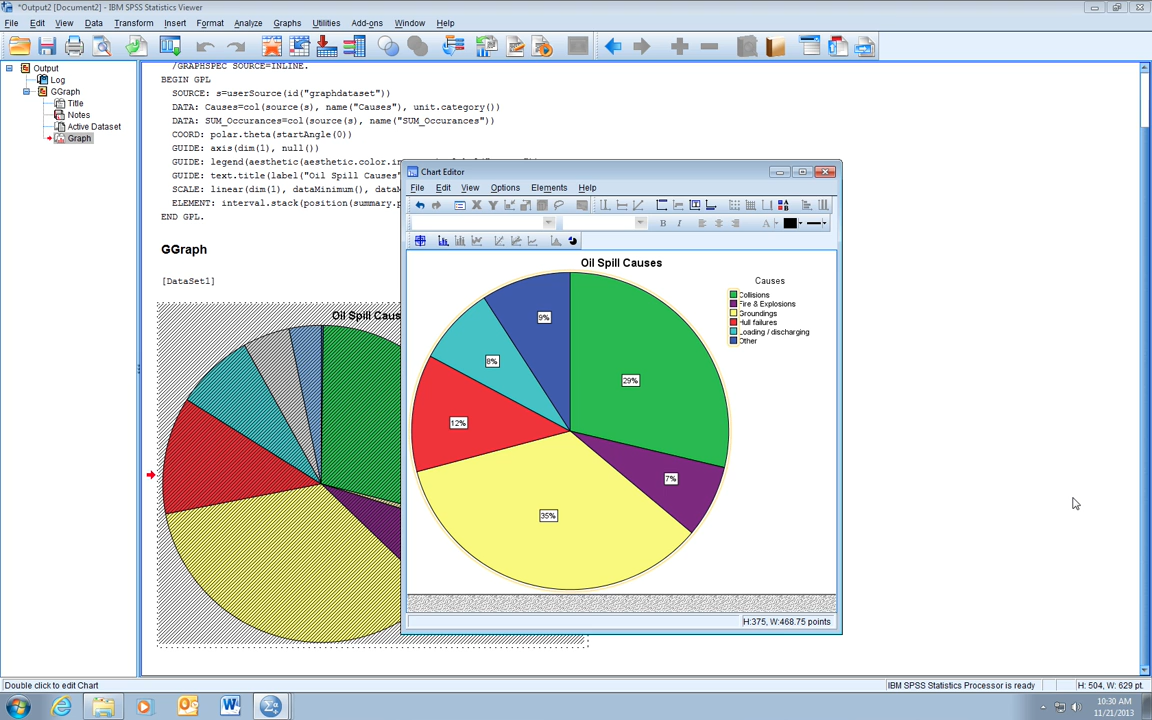 *Output2 [Document2] - IBM SPSS Statistics Viewer
File Edit View Data Transform Insert Format Analyze Graphs Utilities Add-ons Window Help
Output
Log
GGraph
Title
Notes
Active Dataset
Graph
/GRAPHSPEC SOURCE=INLINE.
BEGIN GPL
SOURCE: s=userSource(id("graphdataset"))
DATA: Causes=col(source(s), name("Causes"), unit.category())
DATA: SUM_Occurances=col(source(s), name("SUM_Occurances"))
COORD: polar.theta(startAngle(0))
GUIDE: axis(dim(1), null())
GUIDE: legend(aesthetic(aesthetic.color.in
GUIDE: text.title(label("Oil Spill Causes"
SCALE: linear(dim(1), dataMinimum(), dataM
ELEMENT: interval.stack(position(summary.p
END GPL.
GGraph
[DataSet1]
Oil Spill Caus
Chart Editor
File Edit View Options Elements Help
B I A
Oil Spill Causes
Causes
Collisions
Fire & Explosions
Groundings
Hull failures
Loading / discharging
Other
9%
8%
29%
12%
7%
35%
H:375, W:468.75 points
Double click to edit Chart
IBM SPSS Statistics Processor is ready
H: 504, W: 629 pt.
10:30 AM
11/21/2013